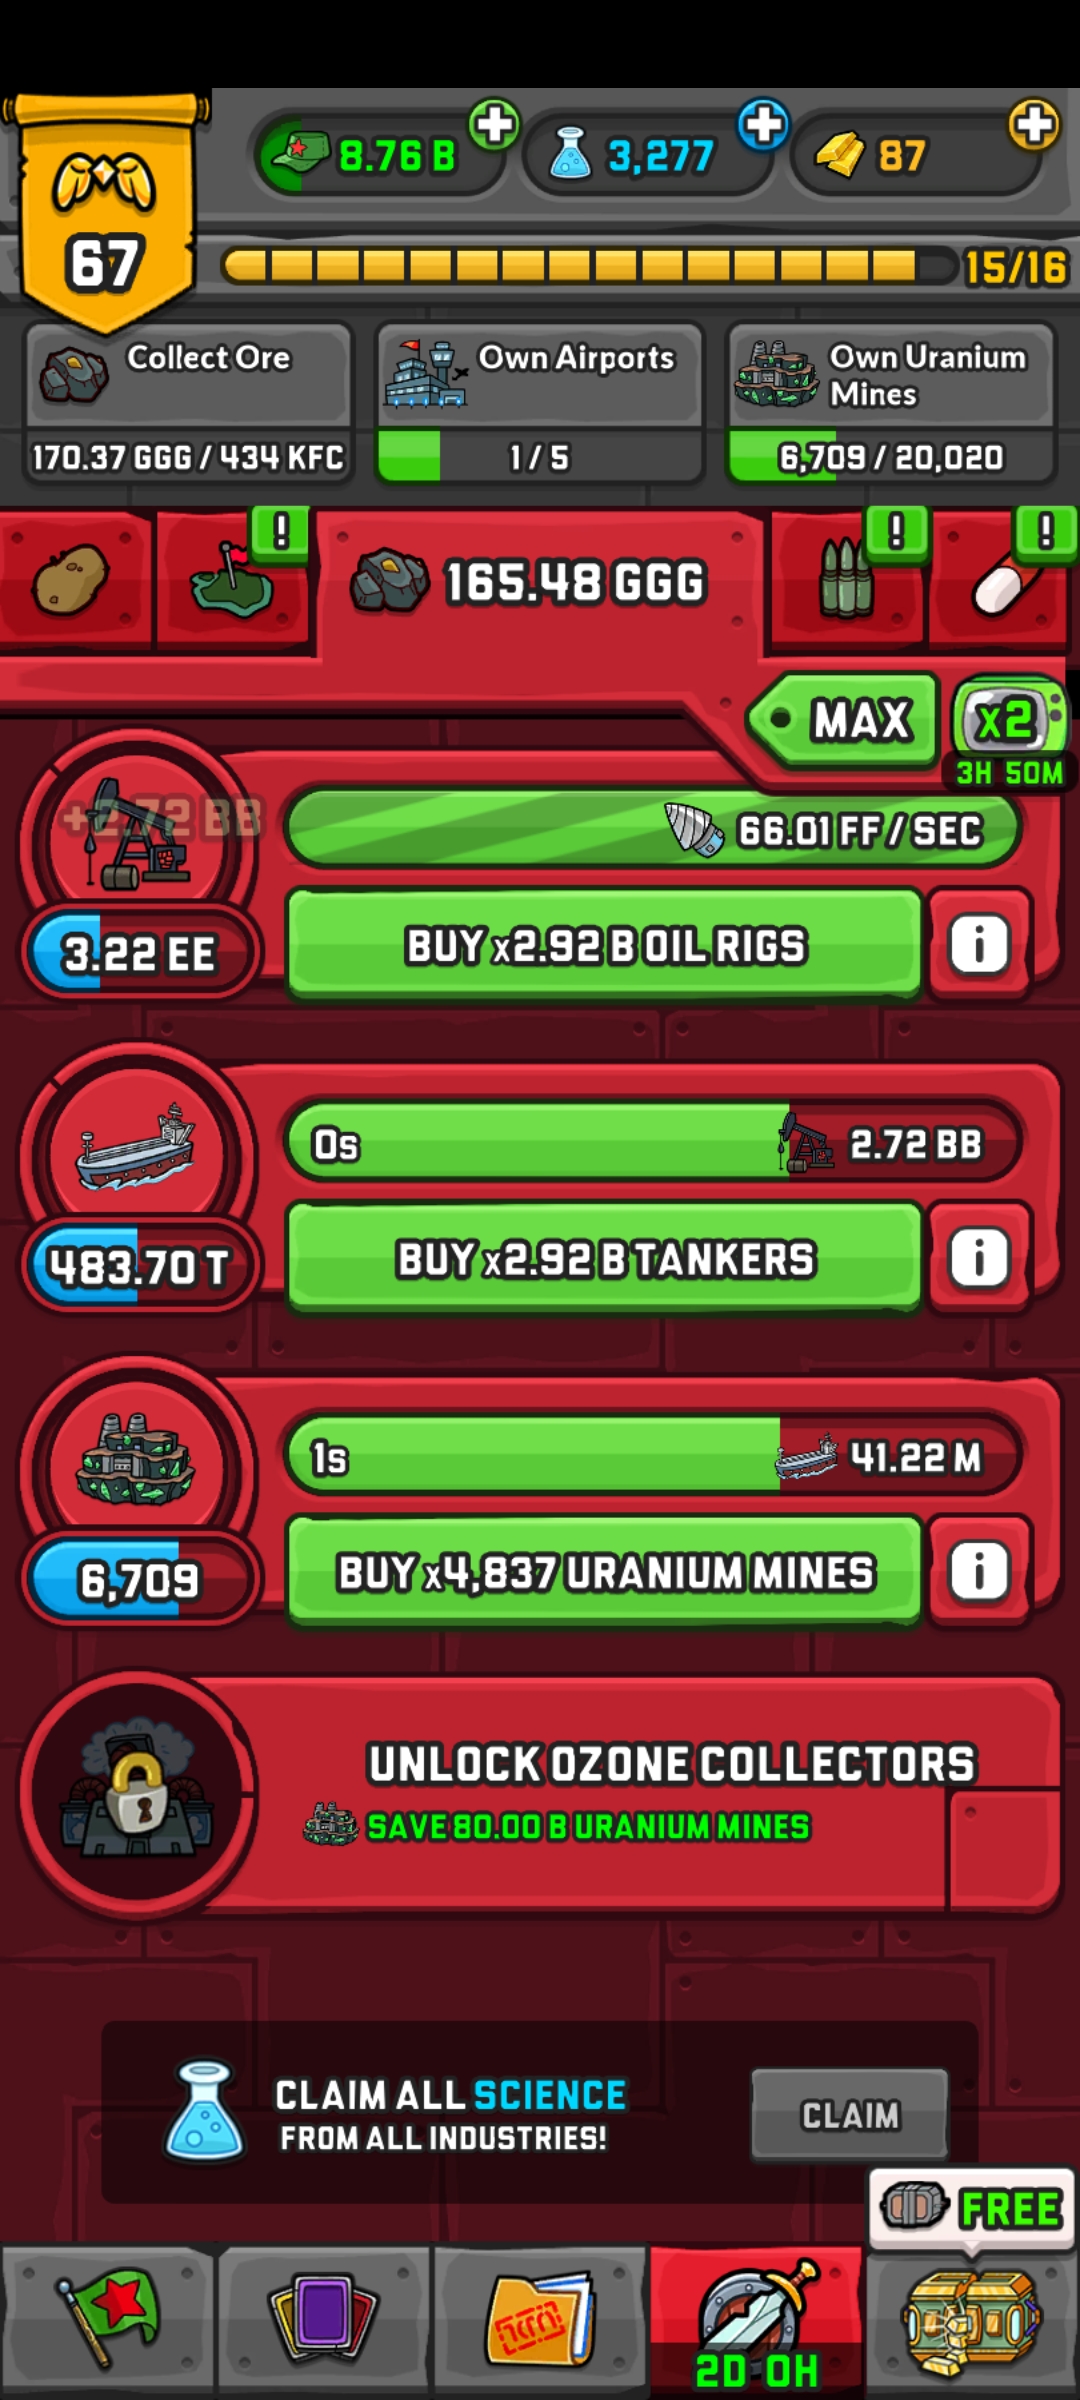 8.76 B
3,277
87
67
15/16
Collect Ore
170.37 GGG / 434 KFC
Own Airports
1 / 5
Own Uranium
Mines
6,709 / 20,020
!
165.48 GGG
!
!
MAX
x2
3H 50M
+2.72 BB
66.01 FF / SEC
3.22 EE
BUY x2.92 B OIL RIGS
i
0s
2.72 BB
483.70 T
BUY x2.92 B TANKERS
i
1s
41.22 M
6,709
BUY x4,837 URANIUM MINES
i
UNLOCK OZONE COLLECTORS
SAVE 80.00 B URANIUM MINES
CLAIM ALL SCIENCE
FROM ALL INDUSTRIES!
CLAIM
FREE
2D 0H